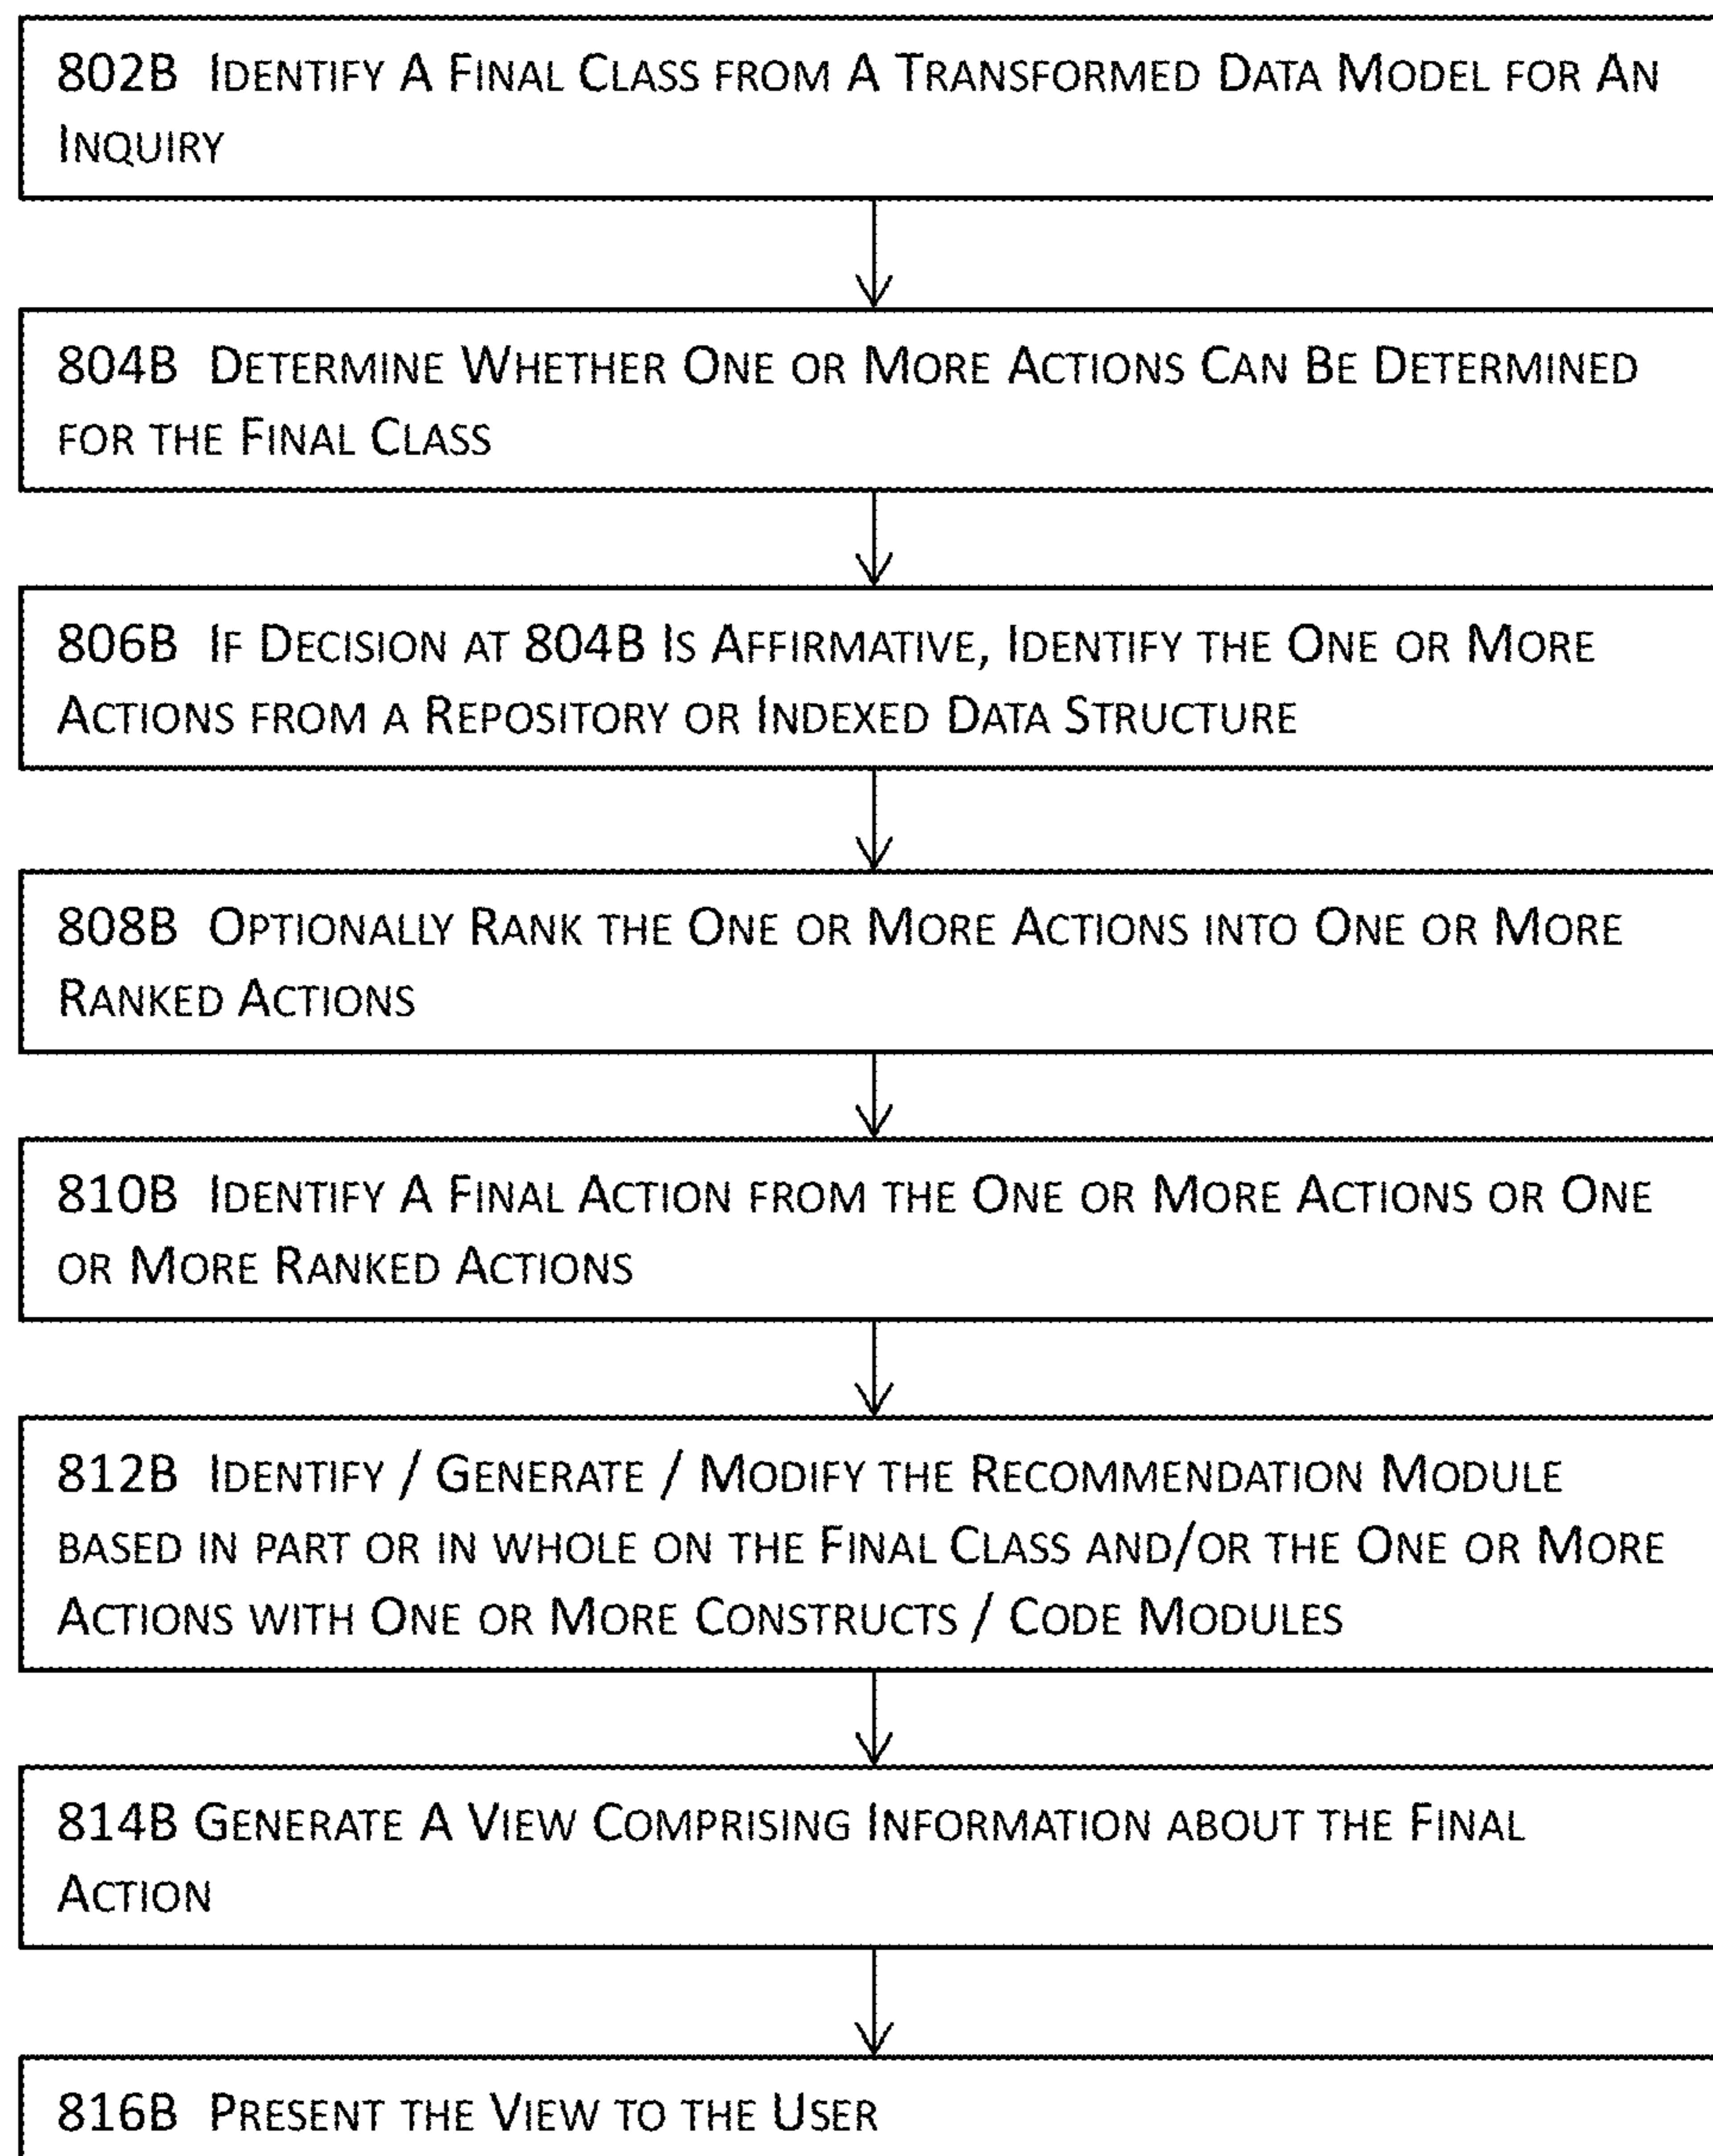 802B Identify A Final Class from A Transformed Data Model for An
Inquiry
804B Determine Whether One or More Actions Can Be Determined
for the Final Class
806B If Decision at 804B Is Affirmative, Identify the One or More
Actions from a Repository or Indexed Data Structure
808B Optionally Rank the One or More Actions into One or More
Ranked Actions
810B Identify A Final Action from the One or More Actions or One
or More Ranked Actions
812B Identify / Generate / Modify the Recommendation Module
based in part or in whole on the Final Class and/or the One or More
Actions with One or More Constructs / Code Modules
814B Generate A View Comprising Information about the Final
Action
816B Present the View to the User